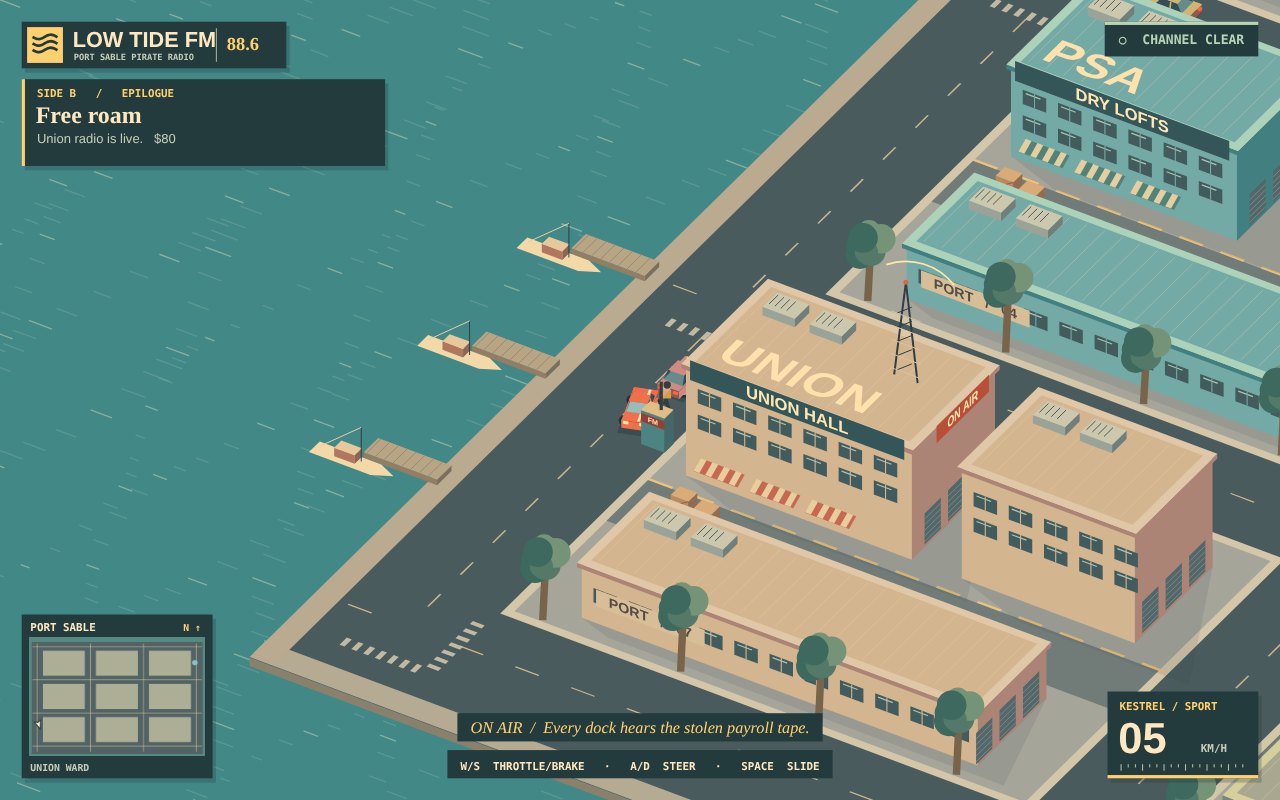 LOW TIDE FM 88.6
PORT SABLE PIRATE RADIO
SIDE B / EPILOGUE
Free roam
Union radio is live. $80
CHANNEL CLEAR
PSA
DRY LOFTS
PORT
UNION
UNION HALL
ON AIR
FM
PORT
PORT SABLE N ↑
UNION WARD
ON AIR / Every dock hears the stolen payroll tape.
W/S THROTTLE/BRAKE · A/D STEER · SPACE SLIDE
KESTREL / SPORT
05 KM/H